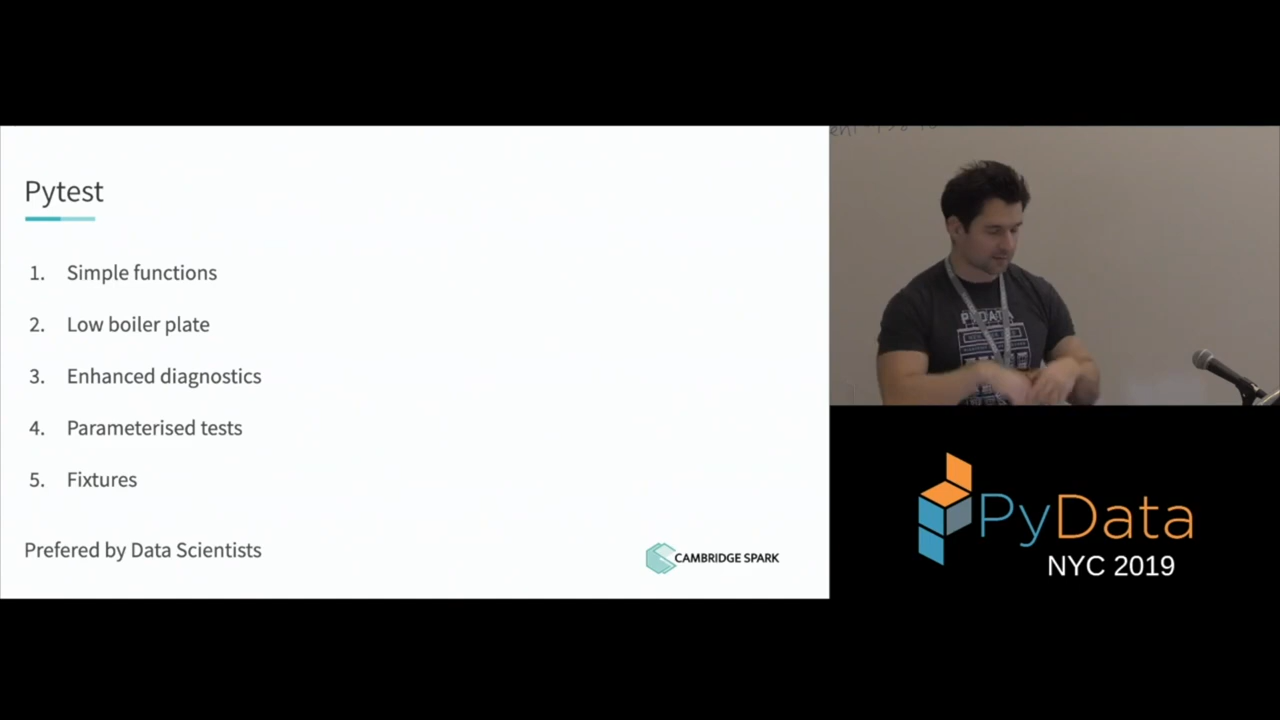 Pytest
1. Simple functions
2. Low boiler plate
3. Enhanced diagnostics
4. Parameterised tests
5. Fixtures
Prefered by Data Scientists
CAMBRIDGE SPARK
PYDATA
PyData
NYC 2019